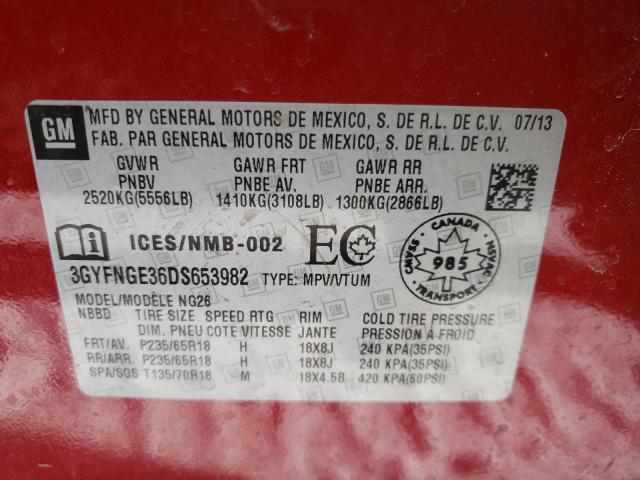 GM
MFD BY GENERAL MOTORS DE MEXICO, S. DE R.L. DE C.V. 07/13
FAB. PAR GENERAL MOTORS DE MEXICO, S. DE R.L. DE C.V.
GVWR GAWR FRT GAWR RR
PNBV PNBE AV. PNBE ARR.
2520KG(5556LB) 1410KG(3108LB) 1300KG(2866LB)
ICES/NMB-002 EC
CANADA
CMVSS 985 NSVAC
TRANSPORT
3GYFNGE36DS653982 TYPE: MPV/VTUM
MODEL/MODÈLE NG26
NBBD TIRE SIZE SPEED RTG RIM COLD TIRE PRESSURE
DIM. PNEU COTE VITESSE JANTE PRESSION À FROID
FRT/AV. P235/65R18 H 18X8J 240 KPA(35PSI)
RR/ARR. P235/65R18 H 18X8J 240 KPA(35PSI)
SPA/SOS T135/70R18 M 18X4.5B 420 KPA(60PSI)